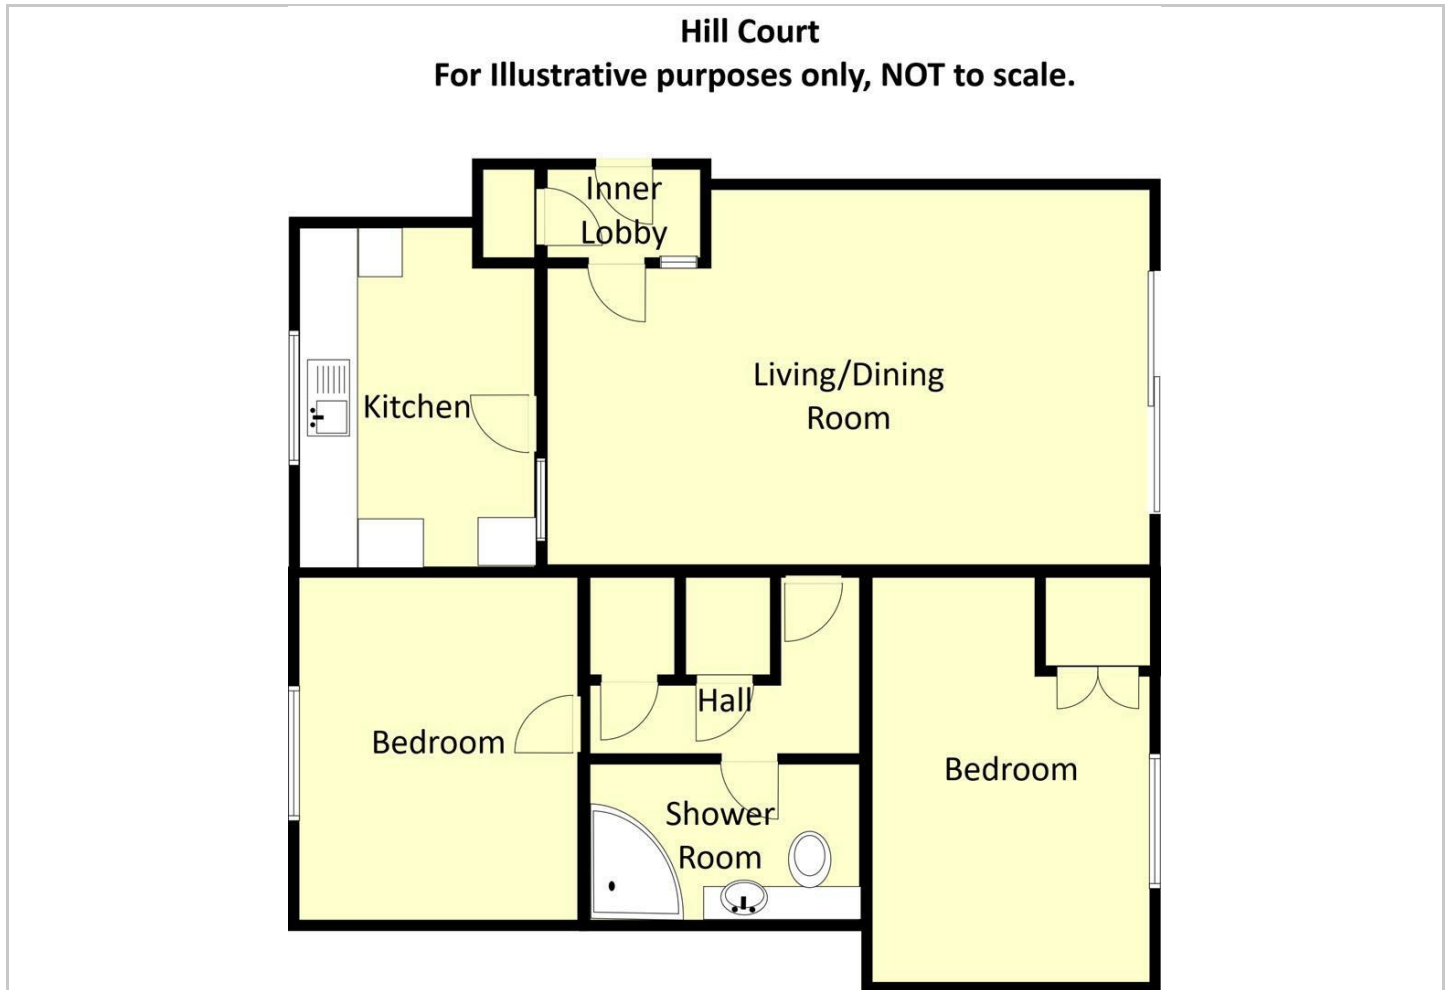 Hill Court
For Illustrative purposes only, NOT to scale.
Inner
Lobby
Living/Dining
Room
Kitchen
Hall
Bedroom
Bedroom
Shower
Room